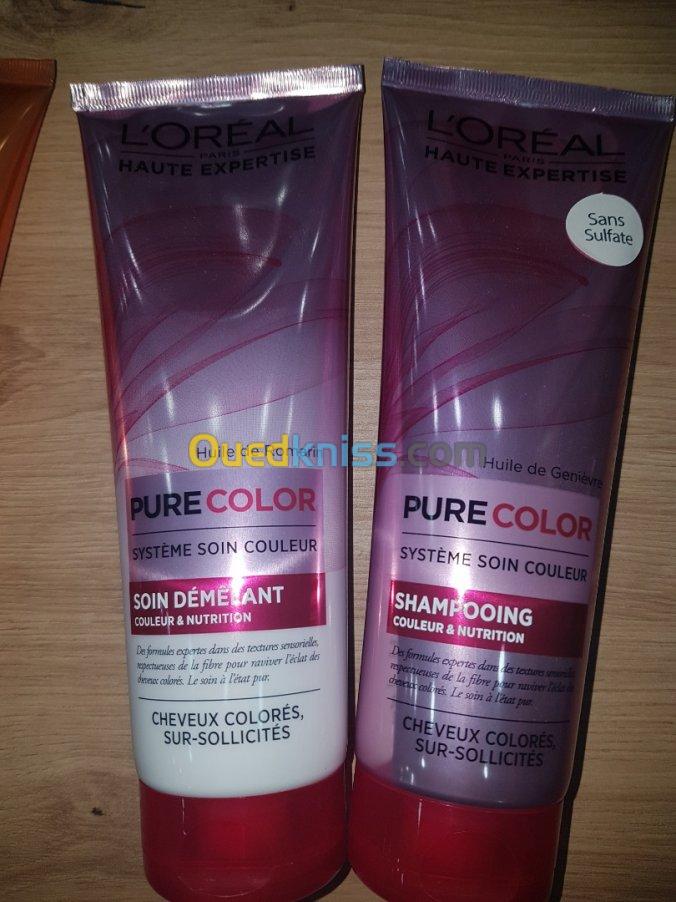 L'ORÉAL
PARIS
HAUTE EXPERTISE
Huile de Romarin
PURE COLOR
SYSTÈME SOIN COULEUR
SOIN DÉMÊLANT
COULEUR & NUTRITION
Des formules expertes dans des textures sensorielles,
respectueuses de la fibre pour raviver l'éclat des
cheveux colorés. Le soin à l'état pur.
CHEVEUX COLORÉS,
SUR-SOLLICITÉS
L'ORÉAL
PARIS
HAUTE EXPERTISE
Sans
Sulfate
Huile de Genièvre
PURE COLOR
SYSTÈME SOIN COULEUR
SHAMPOOING
COULEUR & NUTRITION
Des formules expertes dans des textures sensorielles,
respectueuses de la fibre pour raviver l'éclat des
cheveux colorés. Le soin à l'état pur.
CHEVEUX COLORÉS,
SUR-SOLLICITÉS
Ouedkniss.com